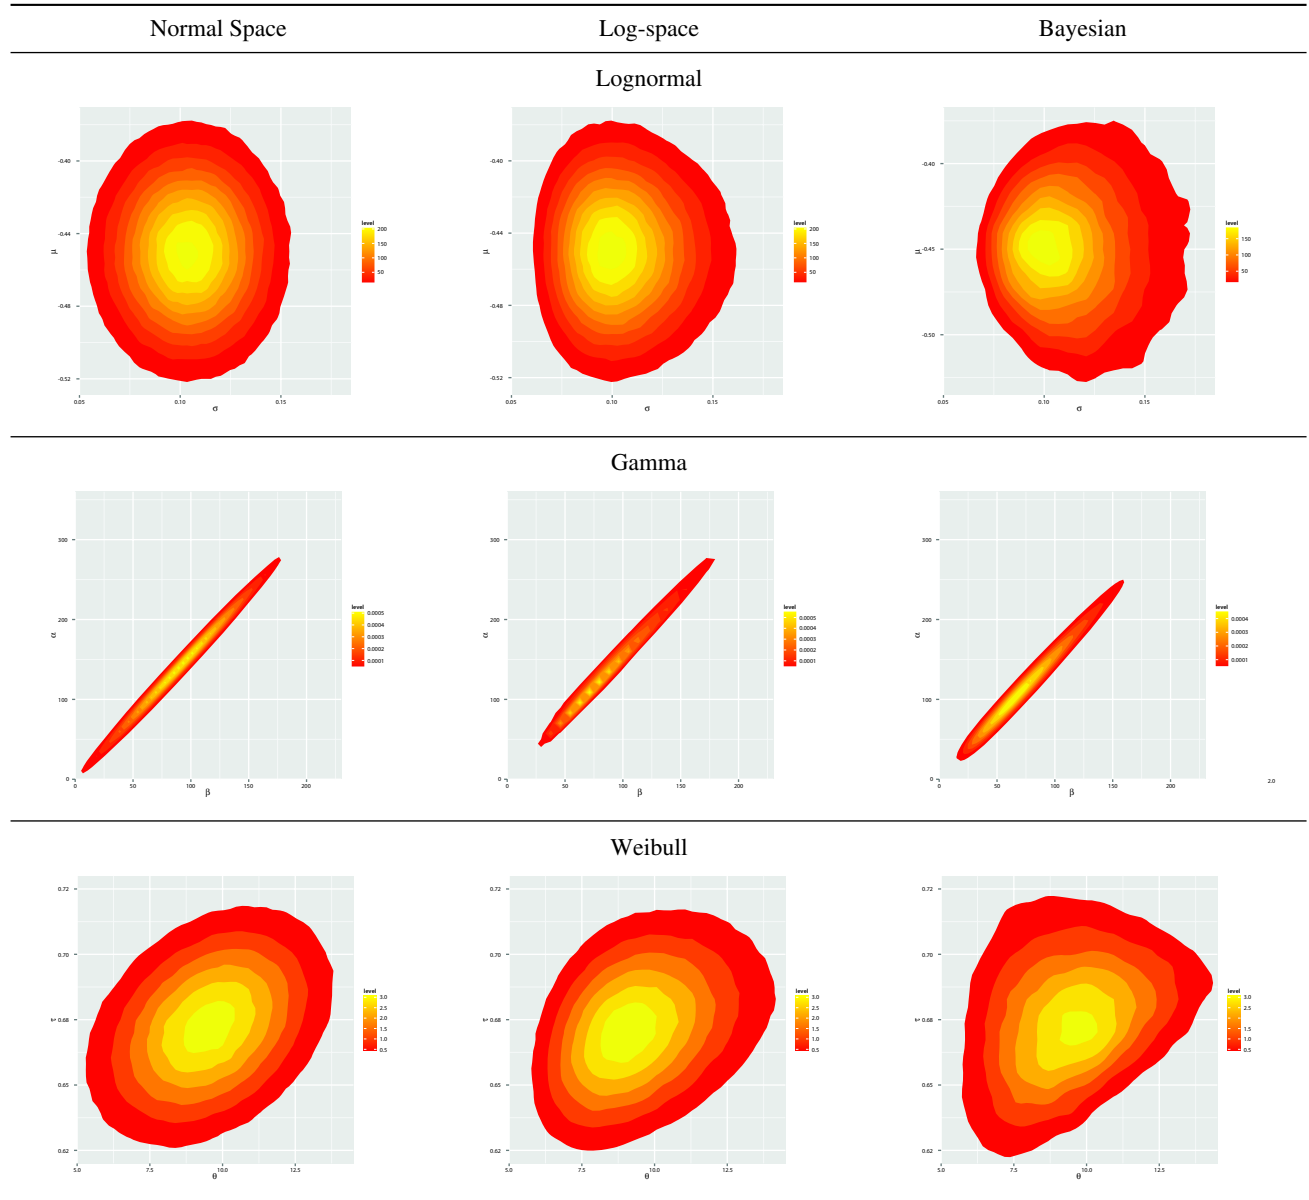 Normal Space Log-space Bayesian
Lognormal
-0.40
-0.44
-0.48
-0.52
μ
0.05 0.10 0.15
σ
level
200
150
100
50
-0.40
-0.44
-0.48
-0.52
μ
0.05 0.10 0.15
σ
level
200
150
100
50
-0.40
-0.45
-0.50
μ
0.05 0.10 0.15
σ
level
150
100
50
Gamma
300
200
100
0
α
0 50 100 150 200
β
level
0.0005
0.0004
0.0003
0.0002
0.0001
300
200
100
0
α
0 50 100 150 200
β
level
0.0005
0.0004
0.0003
0.0002
0.0001
300
200
100
0
α
0 50 100 150 200
β
level
0.0004
0.0003
0.0002
0.0001
2.0
Weibull
0.72
0.70
0.68
0.65
0.62
τ
5.0 7.5 10.0 12.5
θ
level
3.0
2.5
2.0
1.5
1.0
0.5
0.72
0.70
0.68
0.65
0.62
τ
5.0 7.5 10.0 12.5
θ
level
3.0
2.5
2.0
1.5
1.0
0.5
0.72
0.70
0.68
0.65
0.62
τ
5.0 7.5 10.0 12.5
θ
level
3.0
2.5
2.0
1.5
1.0
0.5